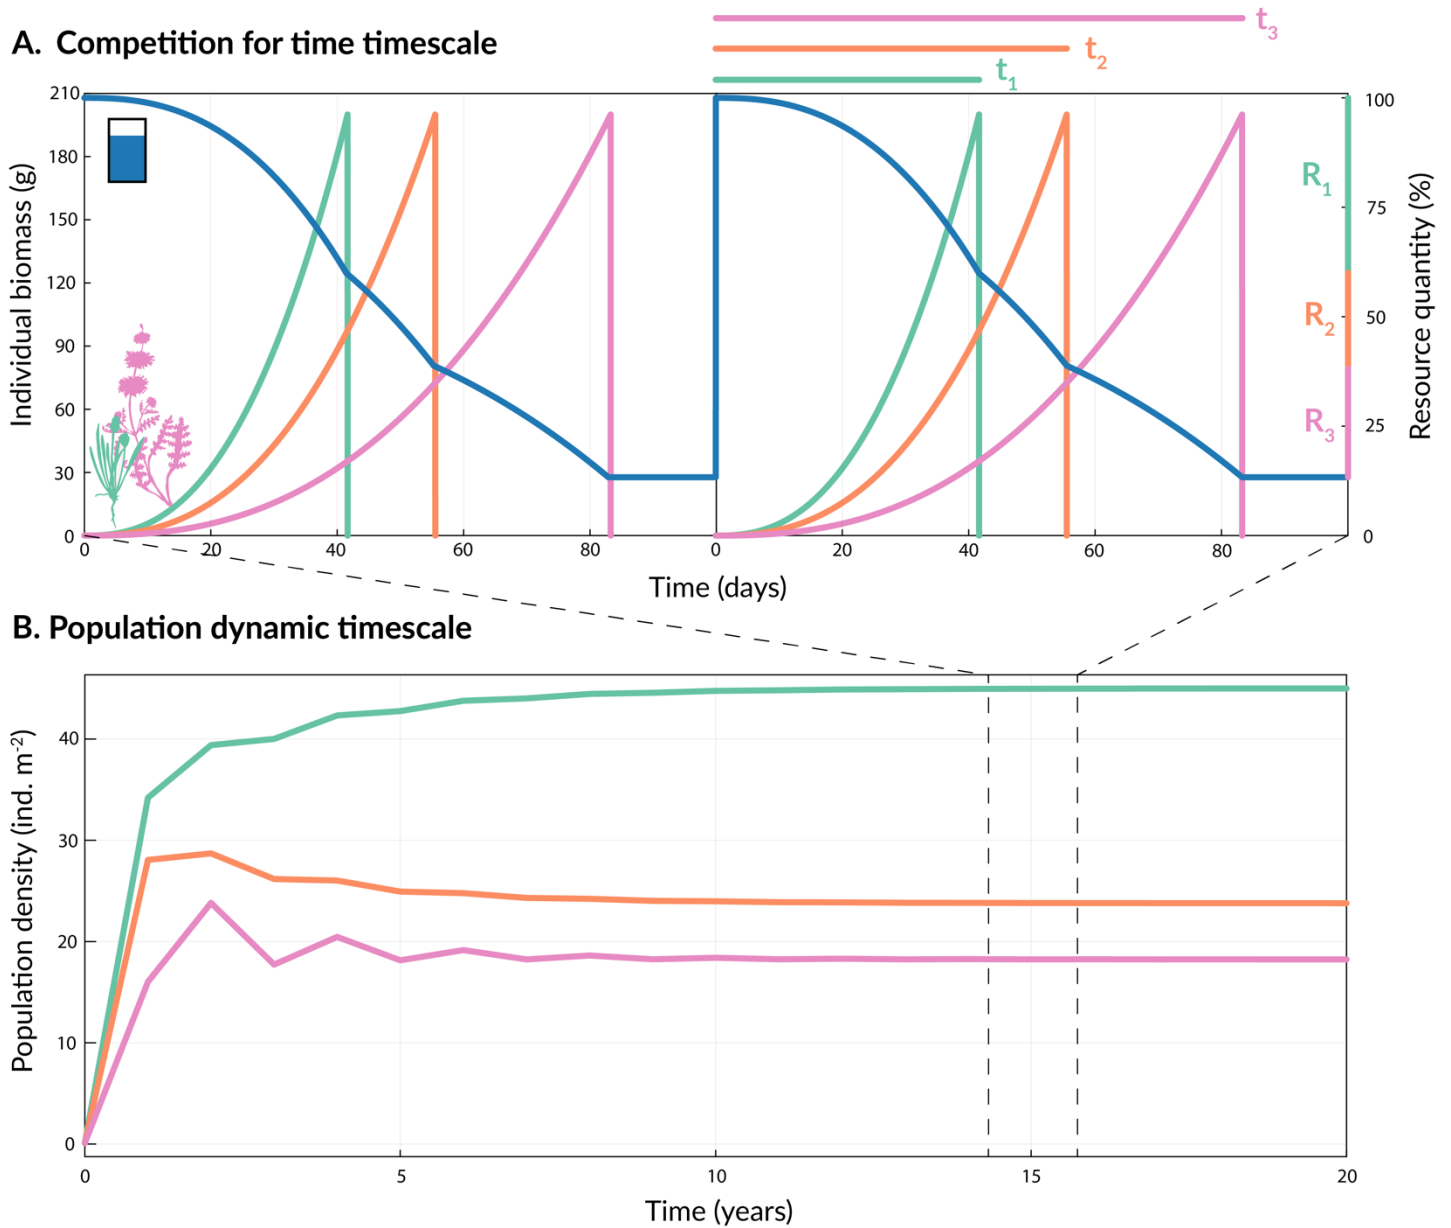 t3
A. Competition for time timescale
t2
t1
210
180
150
120
90
60
30
0
Individual biomass (g)
100
75
50
25
0
Resource quantity (%)
R1
R2
R3
0 20 40 60 80 0 20 40 60 80
Time (days)
B. Population dynamic timescale
40
30
20
10
0
Population density (ind. m-2)
0 5 10 15 20
Time (years)